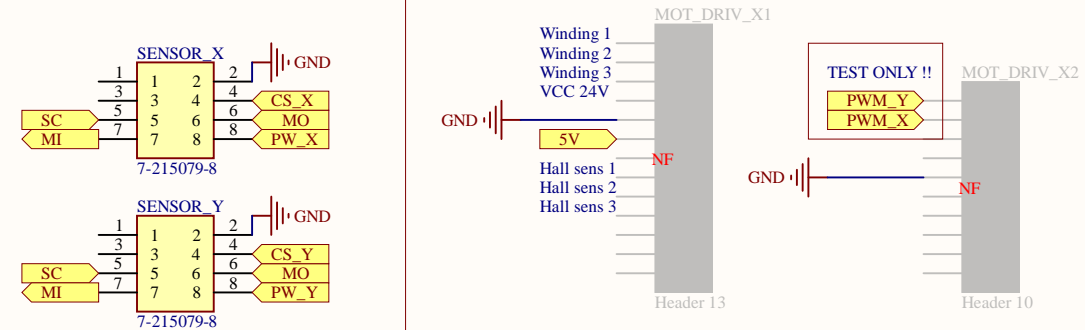 SENSOR_X
1 1 2 2 GND
3 3 4 4 CS_X
SC 5 5 6 6 MO
MI 7 7 8 8 PW_X
7-215079-8
SENSOR_Y
1 1 2 2 GND
3 3 4 4 CS_Y
SC 5 5 6 6 MO
MI 7 7 8 8 PW_Y
7-215079-8
MOT_DRIV_X1
Winding 1
Winding 2
Winding 3
VCC 24V
GND
5V
NF
Hall sens 1
Hall sens 2
Hall sens 3
Header 13
TEST ONLY !!
MOT_DRIV_X2
PWM_Y
PWM_X
GND
NF
Header 10